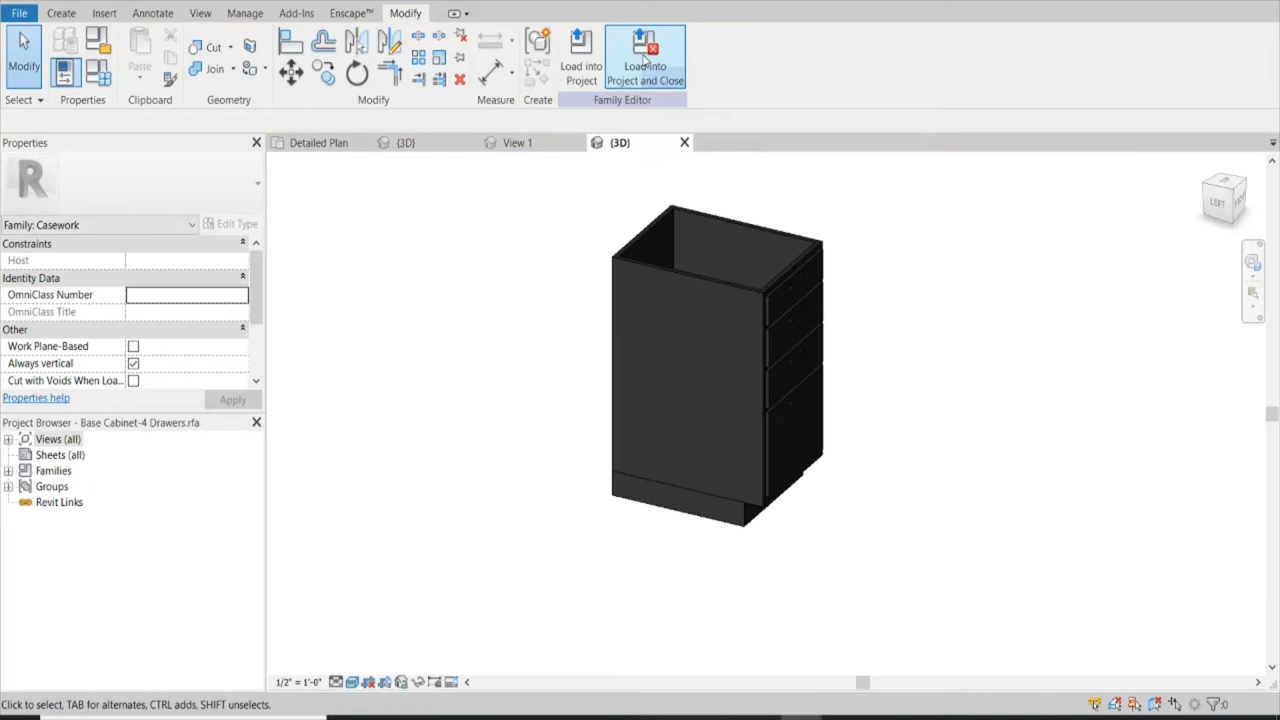 File Create Insert Annotate View Manage Add-Ins Enscape™ Modify
Modify
Select
Properties
Paste
Clipboard
Cut
Join
Geometry
Modify
Measure
Create
Load into
Project
Load into
Project and Close
Family Editor
Properties
Detailed Plan
{3D}
View 1
{3D}
R
Family: Casework
Edit Type
Constraints
Host
Identity Data
OmniClass Number
OmniClass Title
Other
Work Plane-Based
Always vertical
Cut with Voids When Loa...
Properties help
Apply
Project Browser - Base Cabinet-4 Drawers.rfa
Views (all)
Sheets (all)
Families
Groups
Revit Links
LEFT
1/2" = 1'-0"
Click to select, TAB for alternates, CTRL adds, SHIFT unselects.
:0